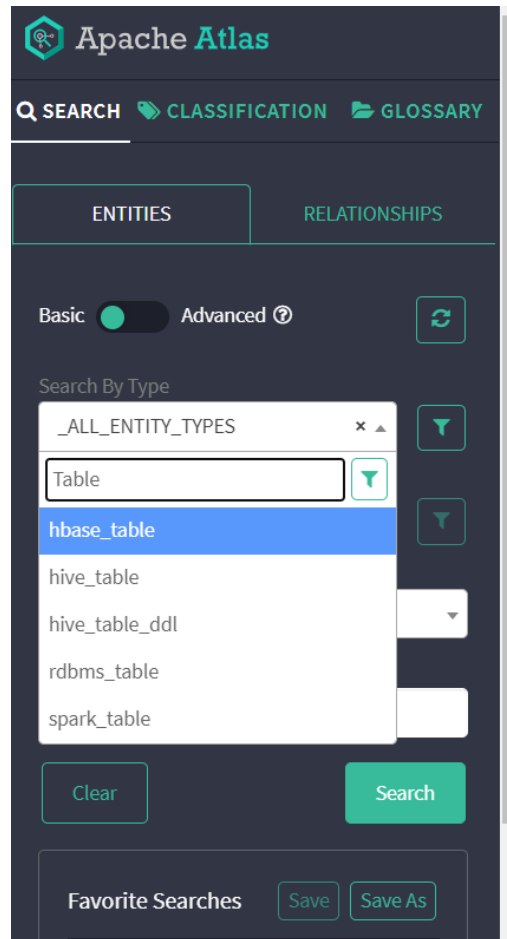 Apache Atlas
SEARCH CLASSIFICATION GLOSSARY
ENTITIES RELATIONSHIPS
Basic Advanced ?
Search By Type
_ALL_ENTITY_TYPES ×
Table
hbase_table
hive_table
hive_table_ddl
rdbms_table
spark_table
Clear Search
Favorite Searches Save Save As